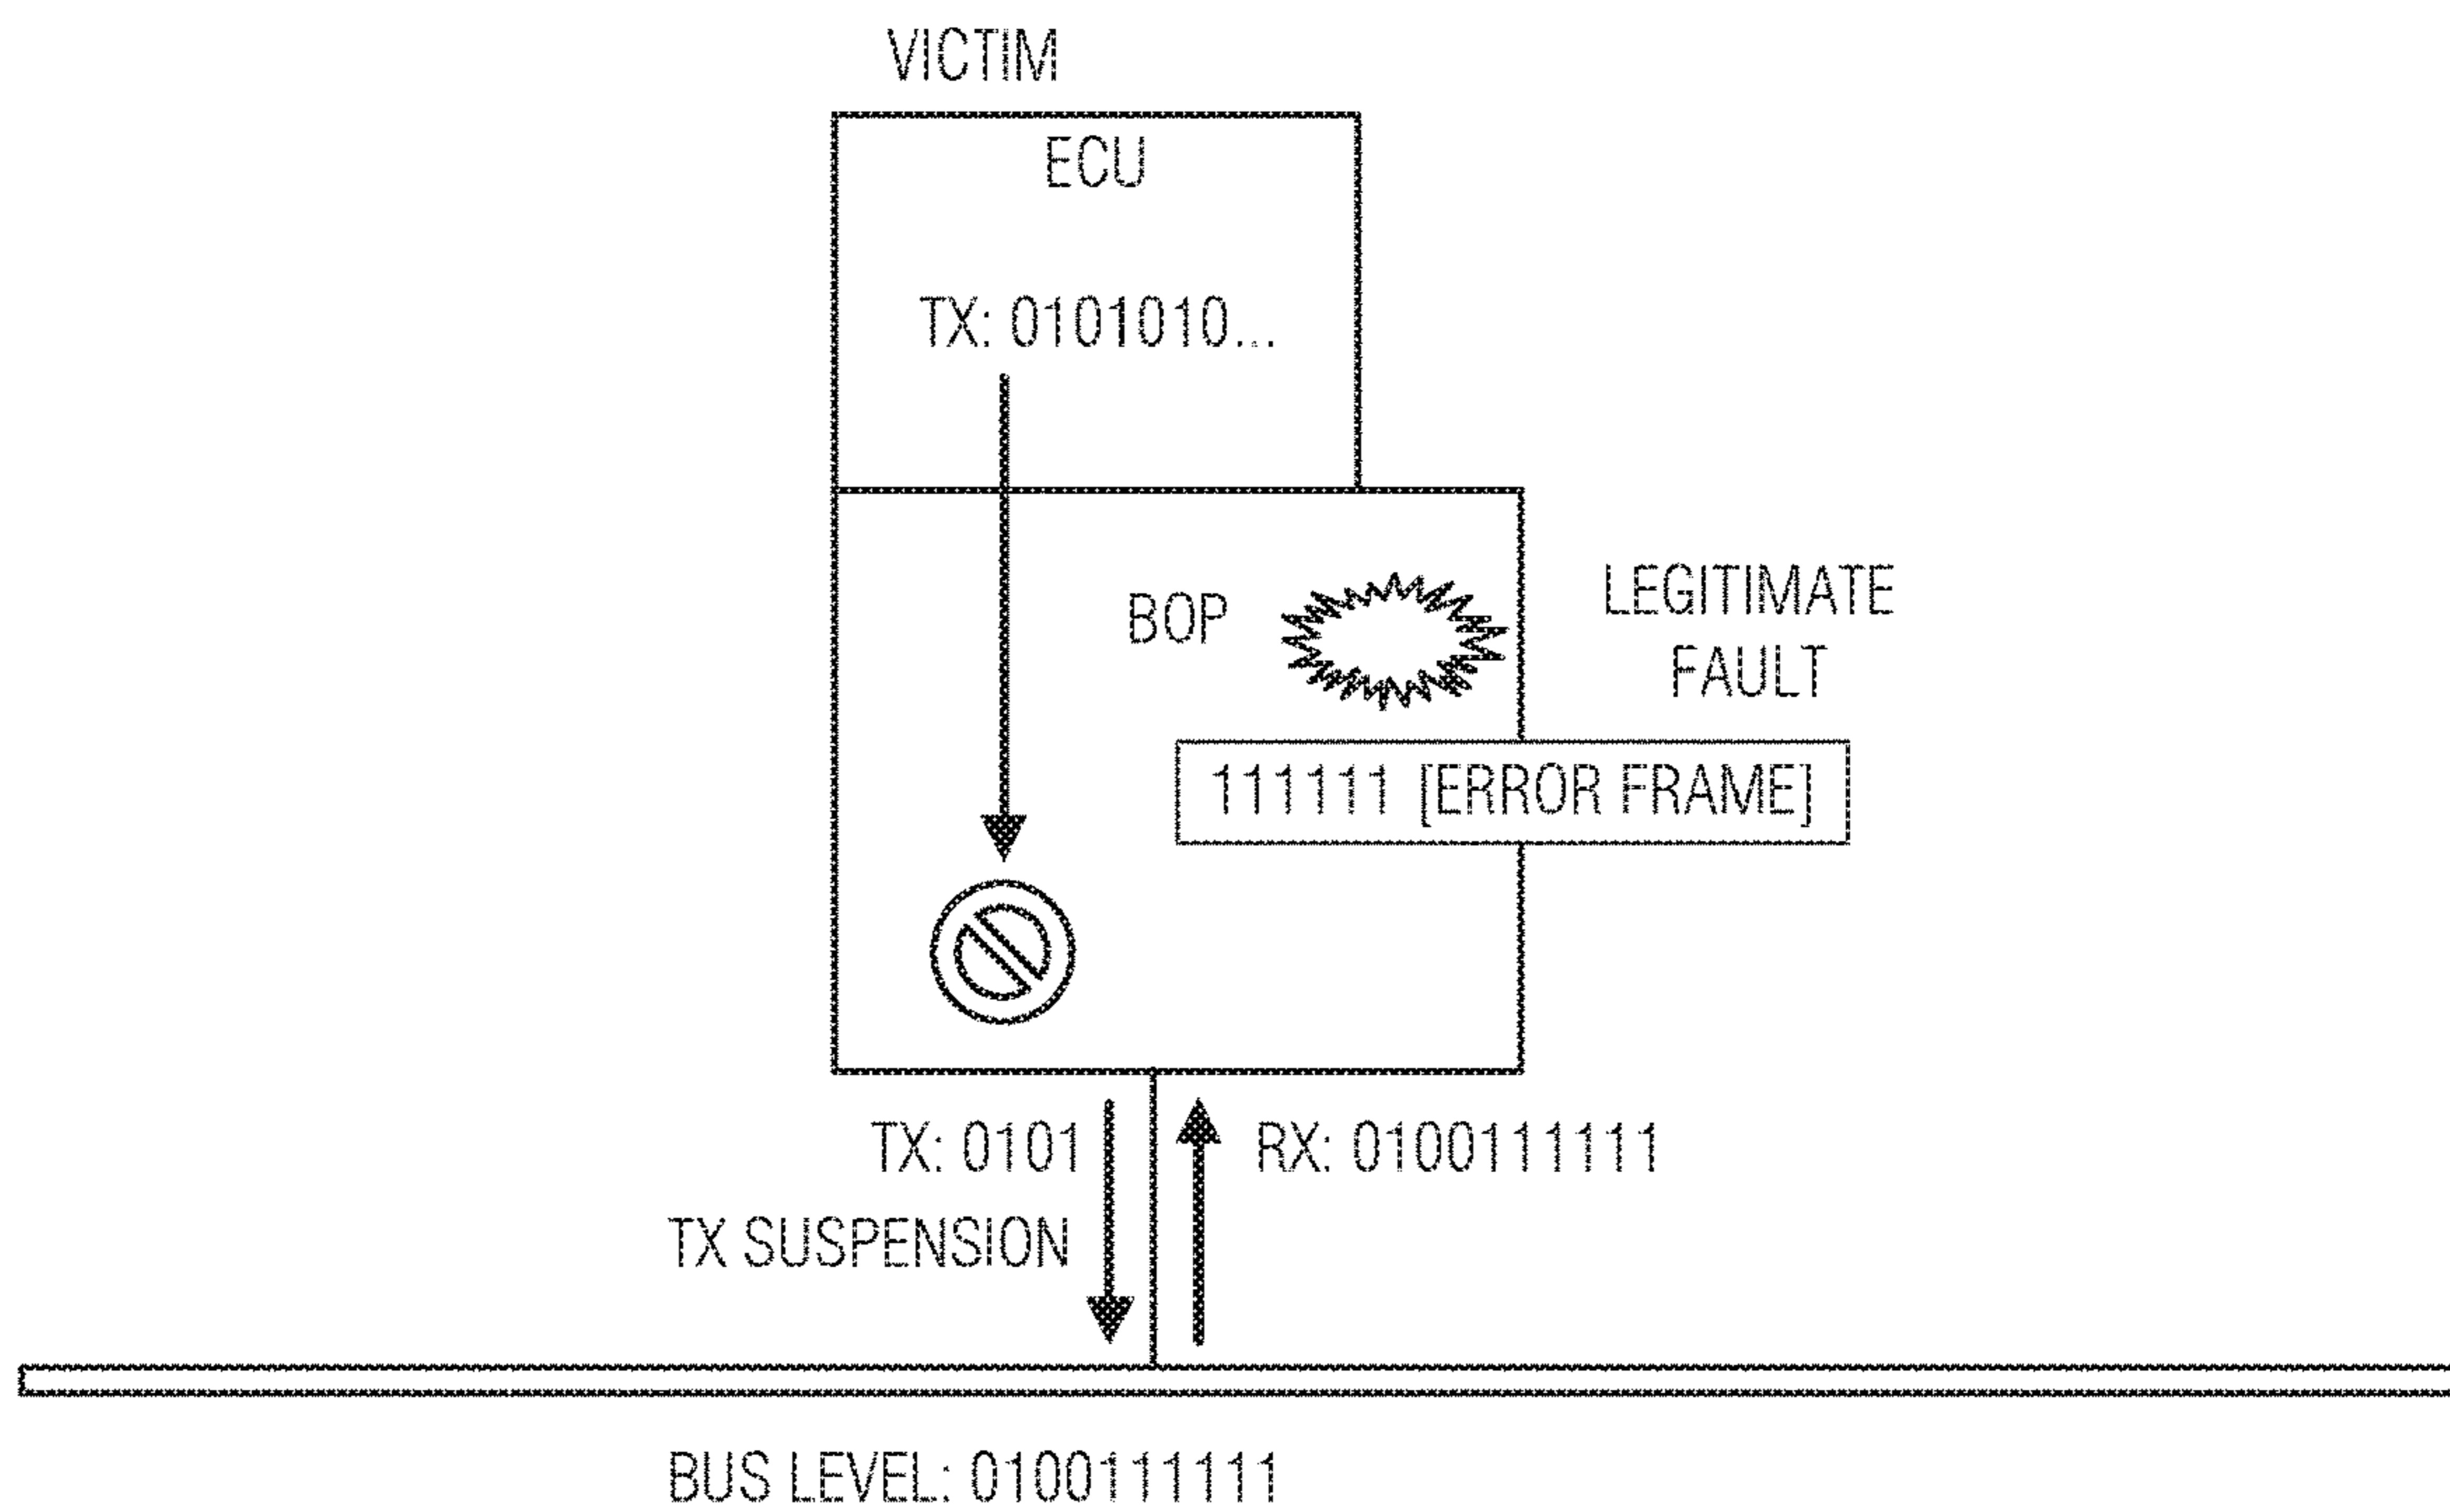 VICTIM
ECU
TX: 0101010...
BOP
LEGITIMATE
FAULT
111111 [ERROR FRAME]
TX: 0101
RX: 0100111111
TX SUSPENSION
BUS LEVEL: 0100111111